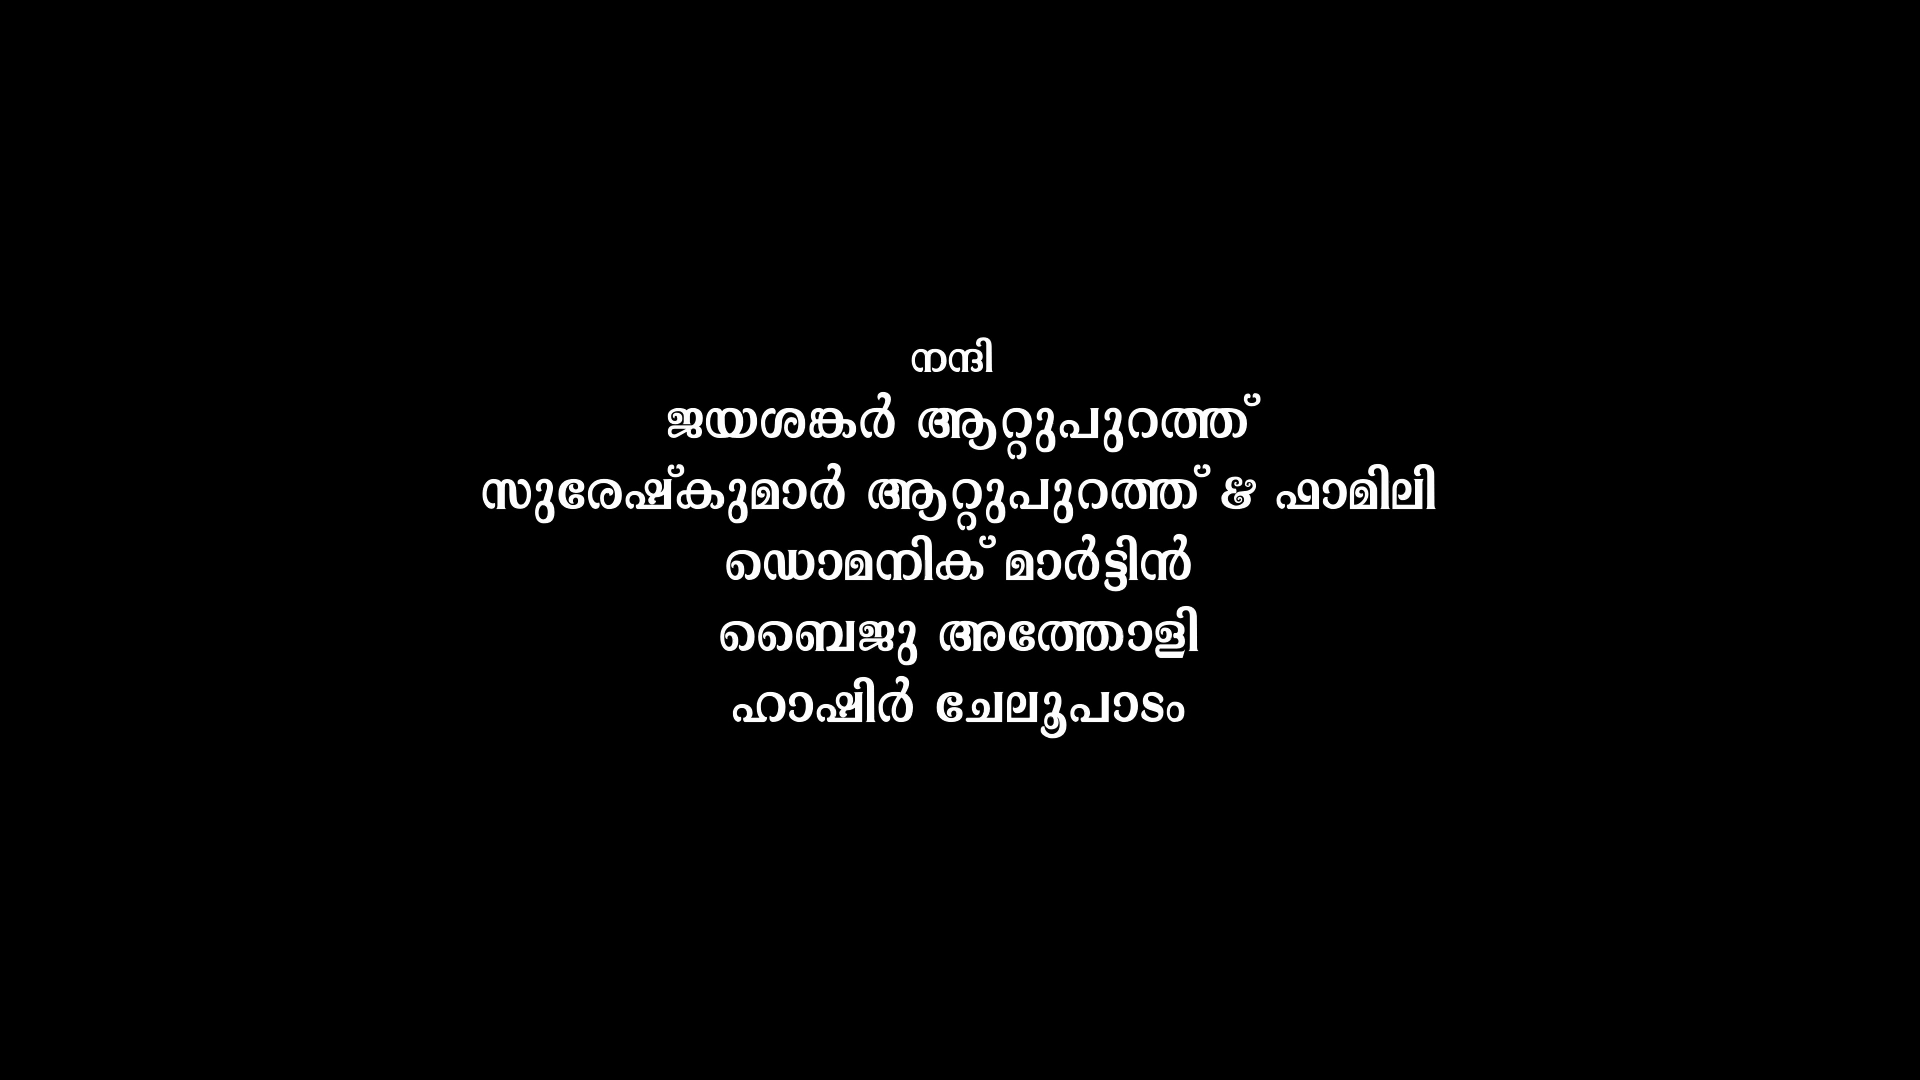 നന്ദി
ജയശങ്കർ ആറ്റുപുറത്ത്
സുരേഷ്കുമാർ ആറ്റുപുറത്ത് & ഫാമിലി
ഡൊമനിക് മാർട്ടിൻ
ബൈജു അത്തോളി
ഹാഷിർ ചേലൂപാടം